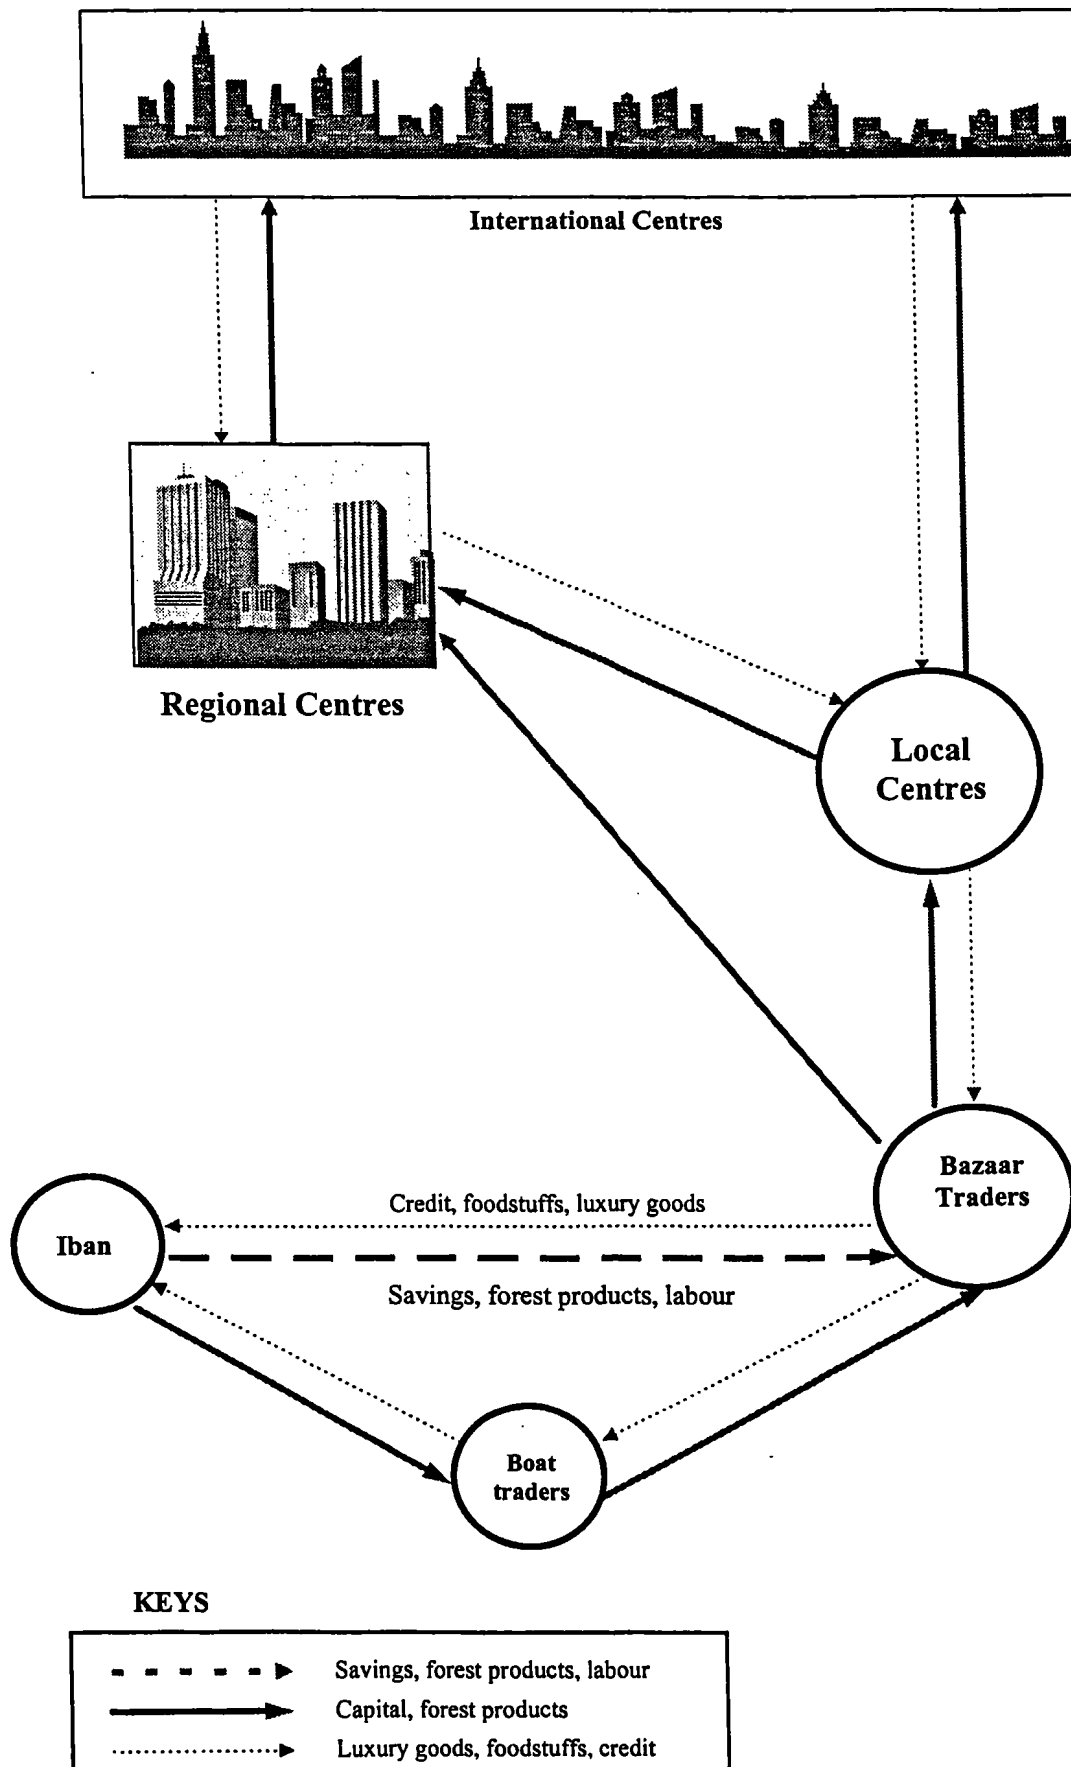 International Centres
Regional Centres
Local
Centres
Bazaar
Traders
Credit, foodstuffs, luxury goods
Iban
Savings, forest products, labour
Boat
traders
KEYS
Savings, forest products, labour
Capital, forest products
Luxury goods, foodstuffs, credit